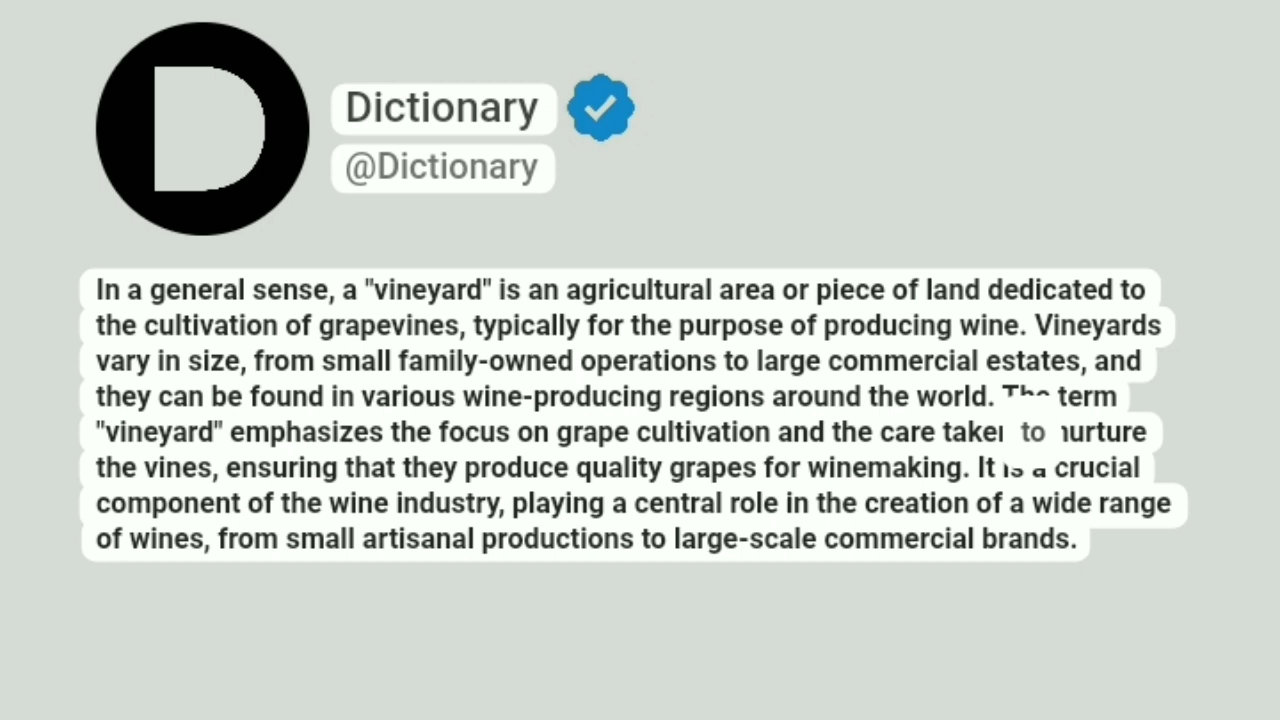 D
Dictionary
@Dictionary
In a general sense, a "vineyard" is an agricultural area or piece of land dedicated to
the cultivation of grapevines, typically for the purpose of producing wine. Vineyards
vary in size, from small family-owned operations to large commercial estates, and
they can be found in various wine-producing regions around the world. The term
"vineyard" emphasizes the focus on grape cultivation and the care taken to nurture
the vines, ensuring that they produce quality grapes for winemaking. It is a crucial
component of the wine industry, playing a central role in the creation of a wide range
of wines, from small artisanal productions to large-scale commercial brands.